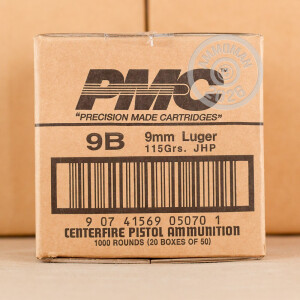 PMC
"PRECISION MADE CARTRIDGES"
9B 9mm Luger
115Grs. JHP
9 07 41569 05070 1
CENTERFIRE PISTOL AMMUNITION
1000 ROUNDS (20 BOXES OF 50)